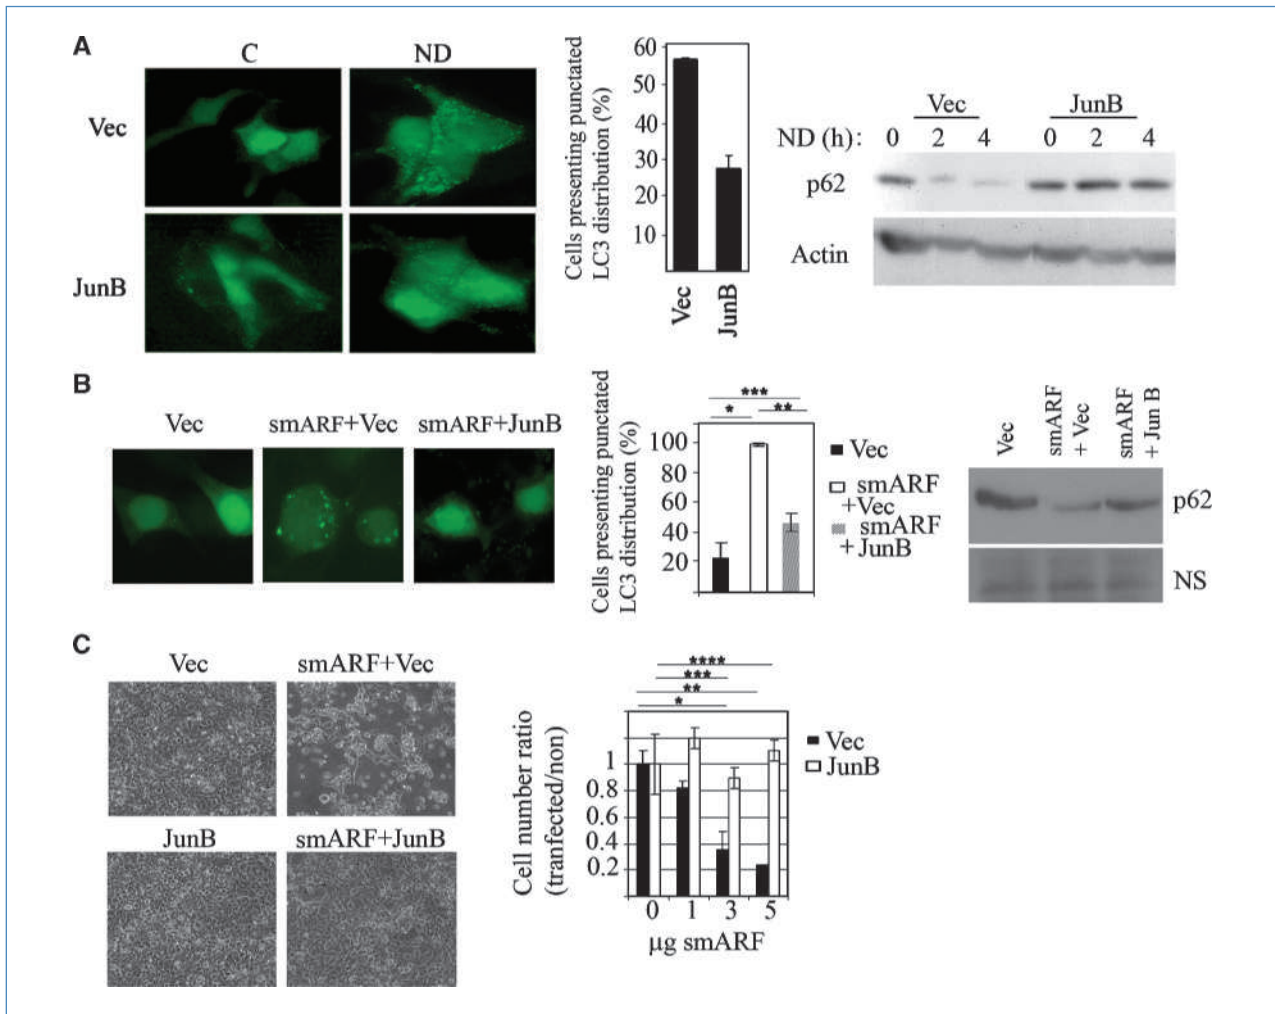 A
C
ND
Vec
JunB
Cells presenting punctated
LC3 distribution (%)
60
50
40
30
20
10
Vec
JunB
Vec
JunB
ND (h):
0
2
4
0
2
4
p62
Actin
B
Vec
smARF+Vec
smARF+JunB
Cells presenting punctated
LC3 distribution (%)
***
*
**
100
80
60
40
20
Vec
smARF
+Vec
smARF
+JunB
Vec
smARF
+ Vec
smARF
+ Jun B
p62
NS
C
Vec
smARF+Vec
JunB
smARF+JunB
Cell number ratio
(tranfected/non)
****
***
**
*
1
0.8
0.6
0.4
0.2
0
1
3
5
µg smARF
Vec
JunB